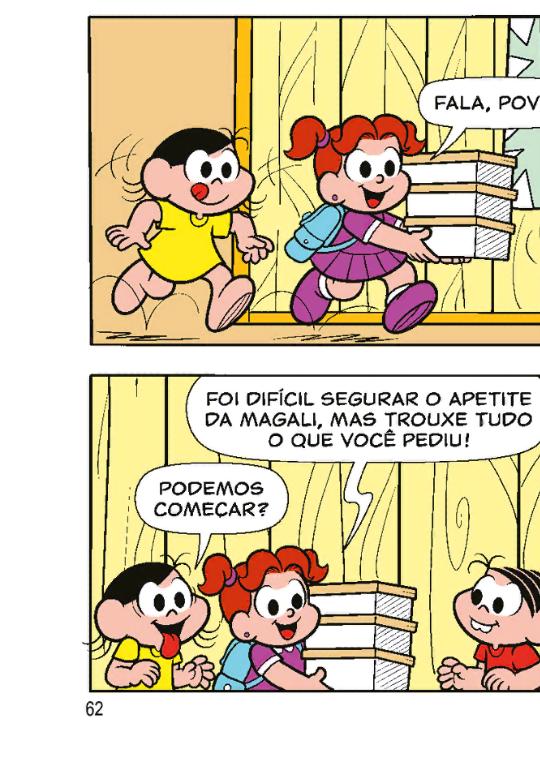 FALA, POV
FOI DIFÍCIL SEGURAR O APETITE
DA MAGALI, MAS TROUXE TUDO
O QUE VOCÊ PEDIU!
PODEMOS
COMEÇAR?
62